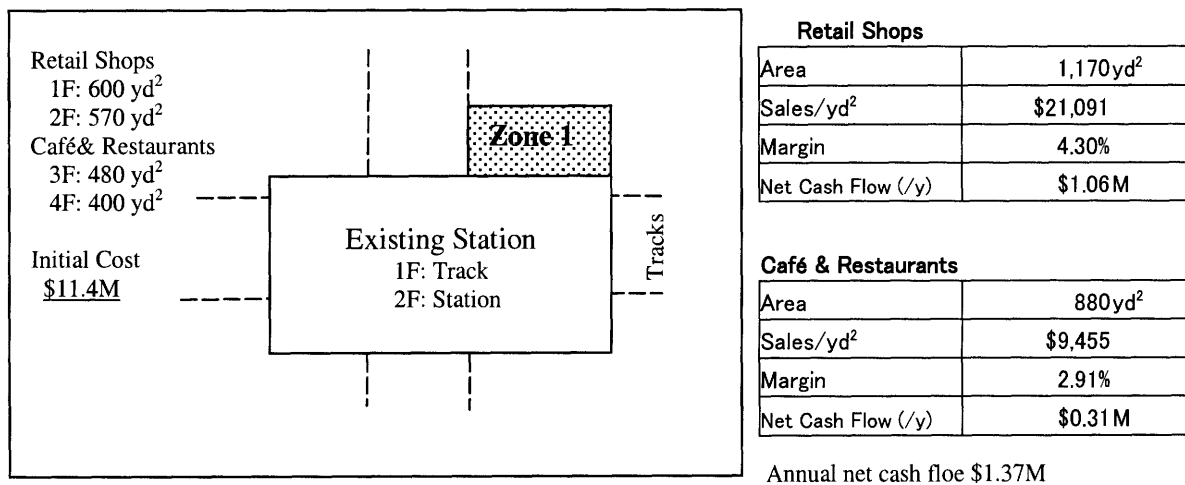 Retail Shops
1F: 600 yd²
2F: 570 yd²
Café& Restaurants
3F: 480 yd²
4F: 400 yd²
Initial Cost
$11.4M
Zone 1
Existing Station
1F: Track
2F: Station
Tracks
Retail Shops
Area 1,170yd²
Sales/yd² $21,091
Margin 4.30%
Net Cash Flow (/y) $1.06M
Café & Restaurants
Area 880yd²
Sales/yd² $9,455
Margin 2.91%
Net Cash Flow (/y) $0.31M
Annual net cash floe $1.37M